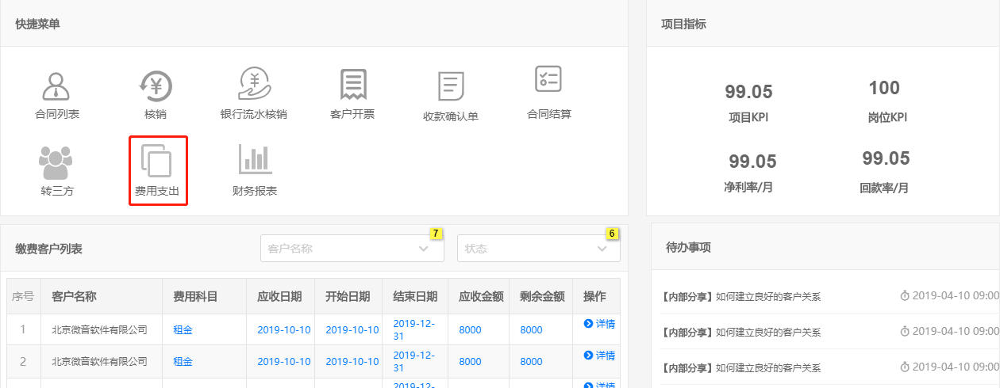 快捷菜单
合同列表 核销 银行流水核销 客户开票 收款确认单 合同结算
转三方 费用支出 财务报表
项目指标
99.05 100
项目KPI 岗位KPI
99.05 99.05
净利率/月 回款率/月
缴费客户列表 客户名称 7 状态 6
序号 客户名称 费用科目 应收日期 开始日期 结束日期 应收金额 剩余金额 操作
1 北京微音软件有限公司 租金 2019-10-10 2019-10-10 2019-12-31 8000 8000 详情
2 北京微音软件有限公司 租金 2019-10-10 2019-10-10 2019-12-31 8000 8000 详情
2019-12- 详情
待办事项
【内部分享】如何建立良好的客户关系 2019-04-10 09:00
【内部分享】如何建立良好的客户关系 2019-04-10 09:00
【内部分享】如何建立良好的客户关系 2019-04-10 09:00